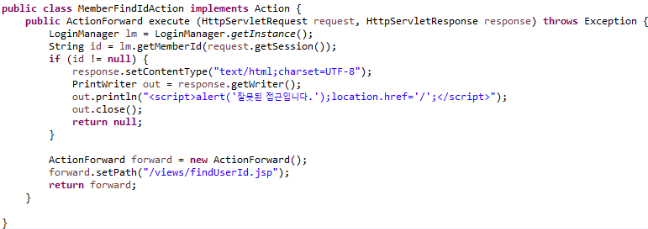 public class MemberFindIdAction implements Action {
    public ActionForward execute (HttpServletRequest request, HttpServletResponse response) throws Exception {
        LoginManager lm = LoginManager.getInstance();
        String id = lm.getMemberId(request.getSession());
        if (id != null) {
            response.setContentType("text/html;charset=UTF-8");
            PrintWriter out = response.getWriter();
            out.println("<script>alert('잘못된 접근입니다.');location.href='/';</script>");
            out.close();
            return null;
        }

        ActionForward forward = new ActionForward();
        forward.setPath("/views/findUserId.jsp");
        return forward;
    }

}